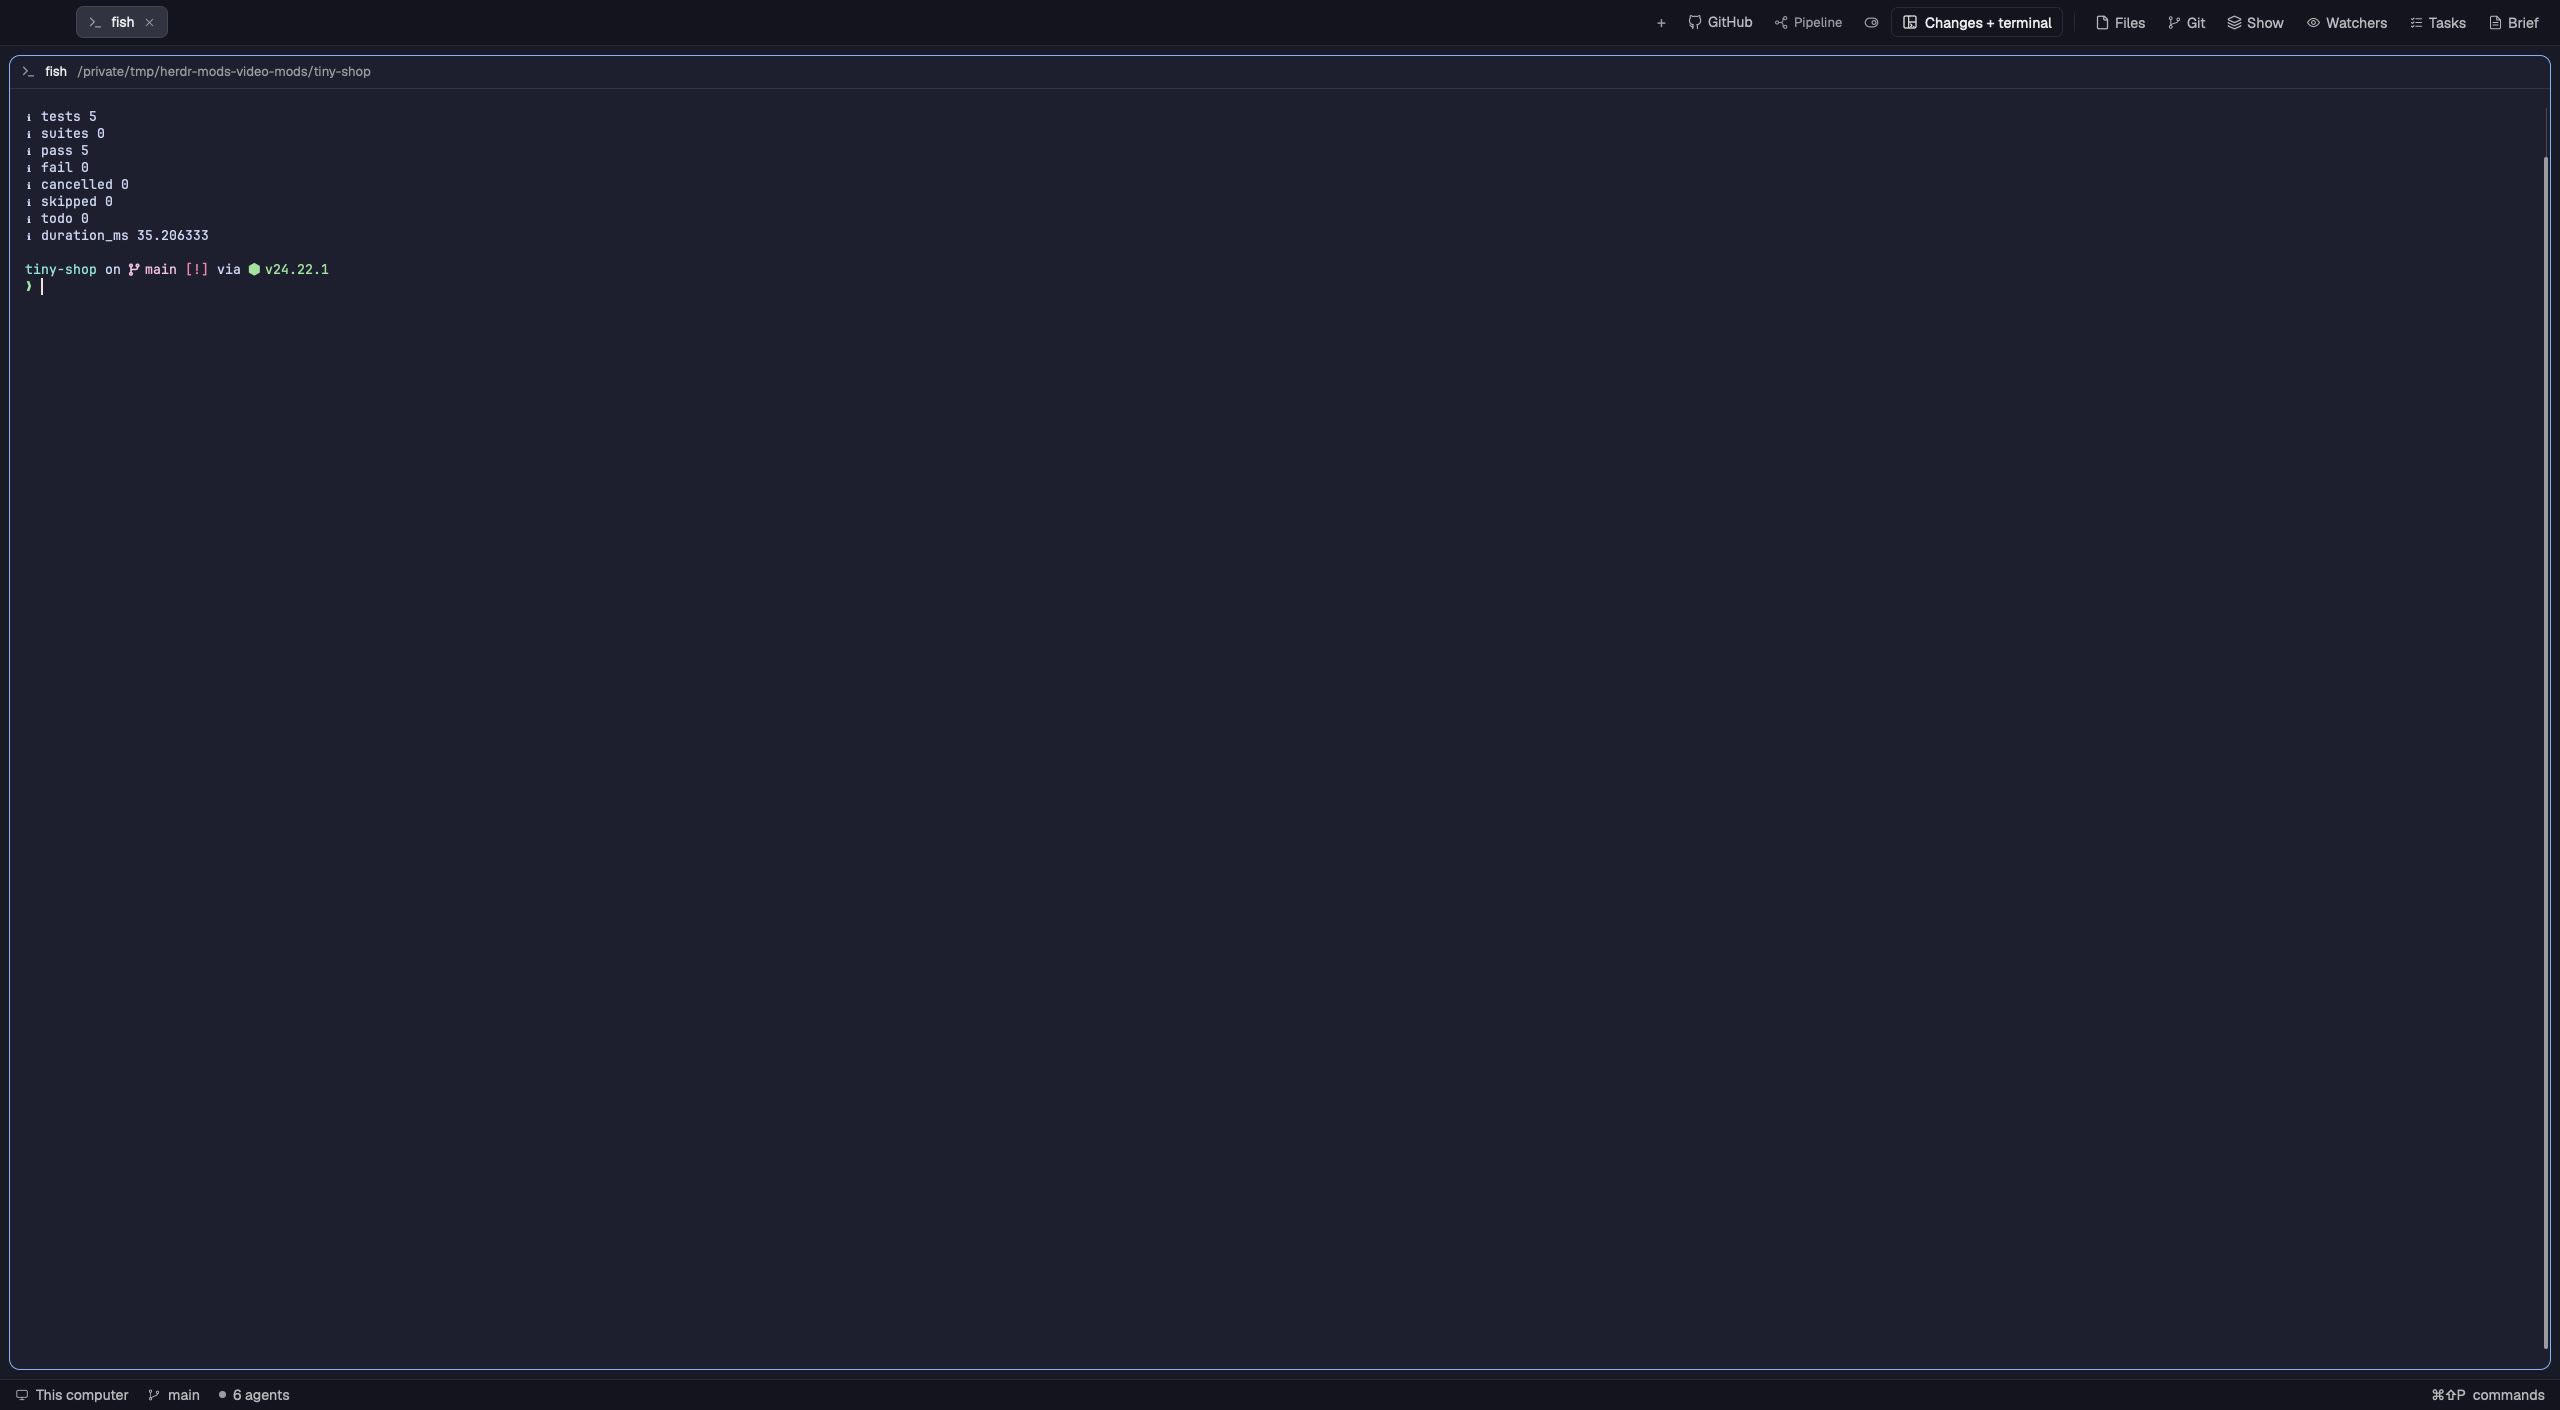 fish
+ GitHub Pipeline Changes + terminal Files Git Show Watchers Tasks Brief
fish /private/tmp/herdr-mods-video-mods/tiny-shop
ℹ tests 5
ℹ suites 0
ℹ pass 5
ℹ fail 0
ℹ cancelled 0
ℹ skipped 0
ℹ todo 0
ℹ duration_ms 35.206333
tiny-shop on main [!] via v24.22.1
❯
This computer main 6 agents ⌘⇧P commands